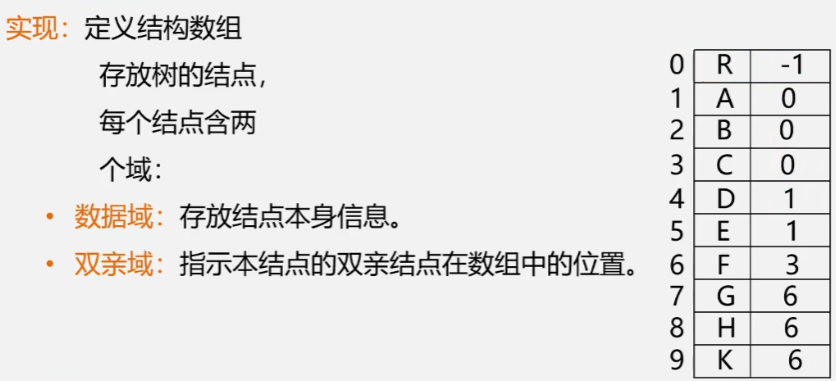 实现：定义结构数组
存放树的结点，
每个结点含两
个域：
• 数据域：存放结点本身信息。
• 双亲域：指示本结点的双亲结点在数组中的位置。
0 R -1
1 A 0
2 B 0
3 C 0
4 D 1
5 E 1
6 F 3
7 G 6
8 H 6
9 K 6